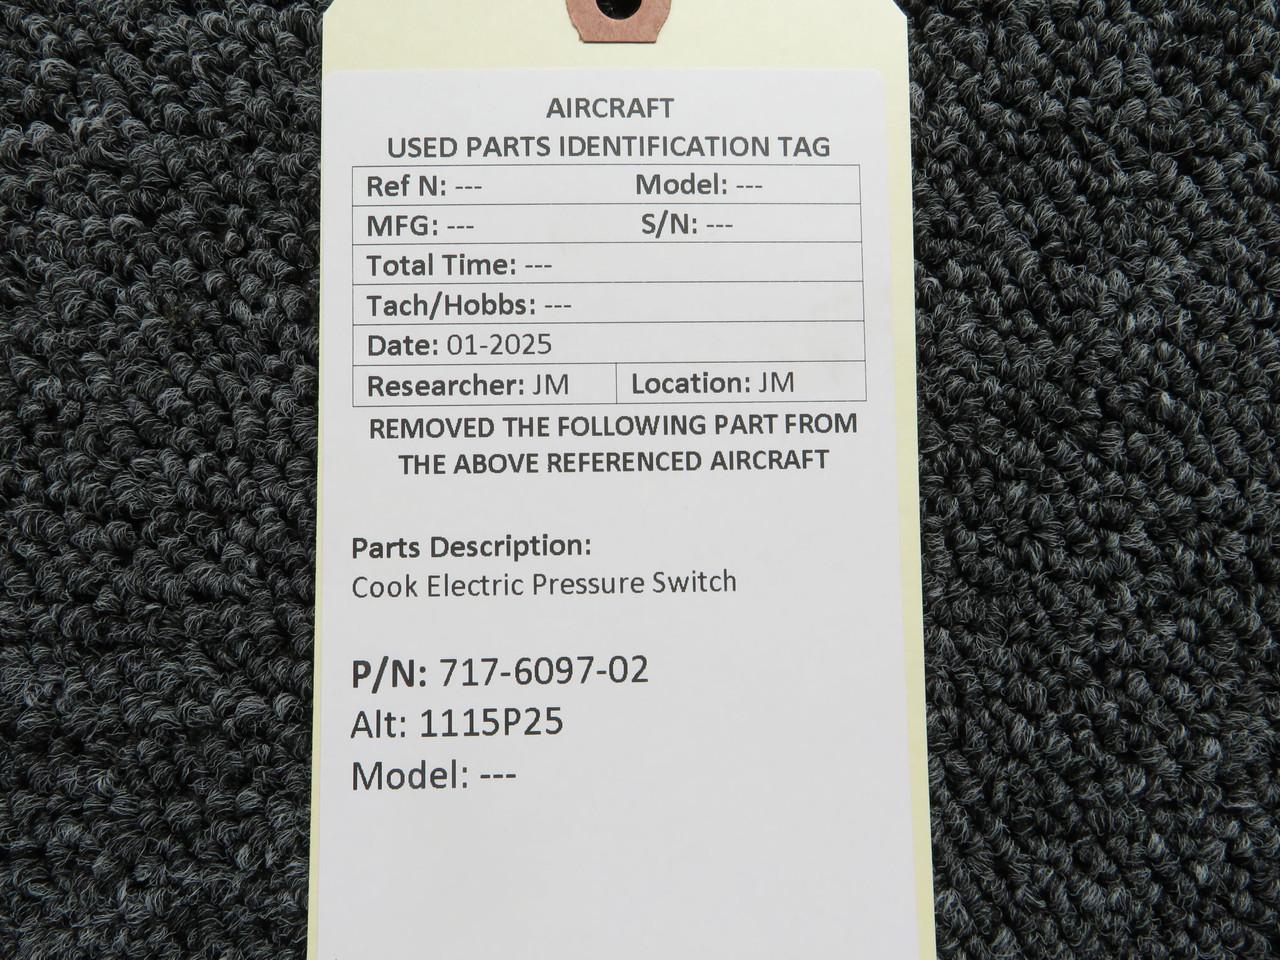 AIRCRAFT
USED PARTS IDENTIFICATION TAG
Ref N: --- Model: ---
MFG: --- S/N: ---
Total Time: ---
Tach/Hobbs: ---
Date: 01-2025
Researcher: JM Location: JM
REMOVED THE FOLLOWING PART FROM
THE ABOVE REFERENCED AIRCRAFT
Parts Description:
Cook Electric Pressure Switch
P/N: 717-6097-02
Alt: 1115P25
Model: ---